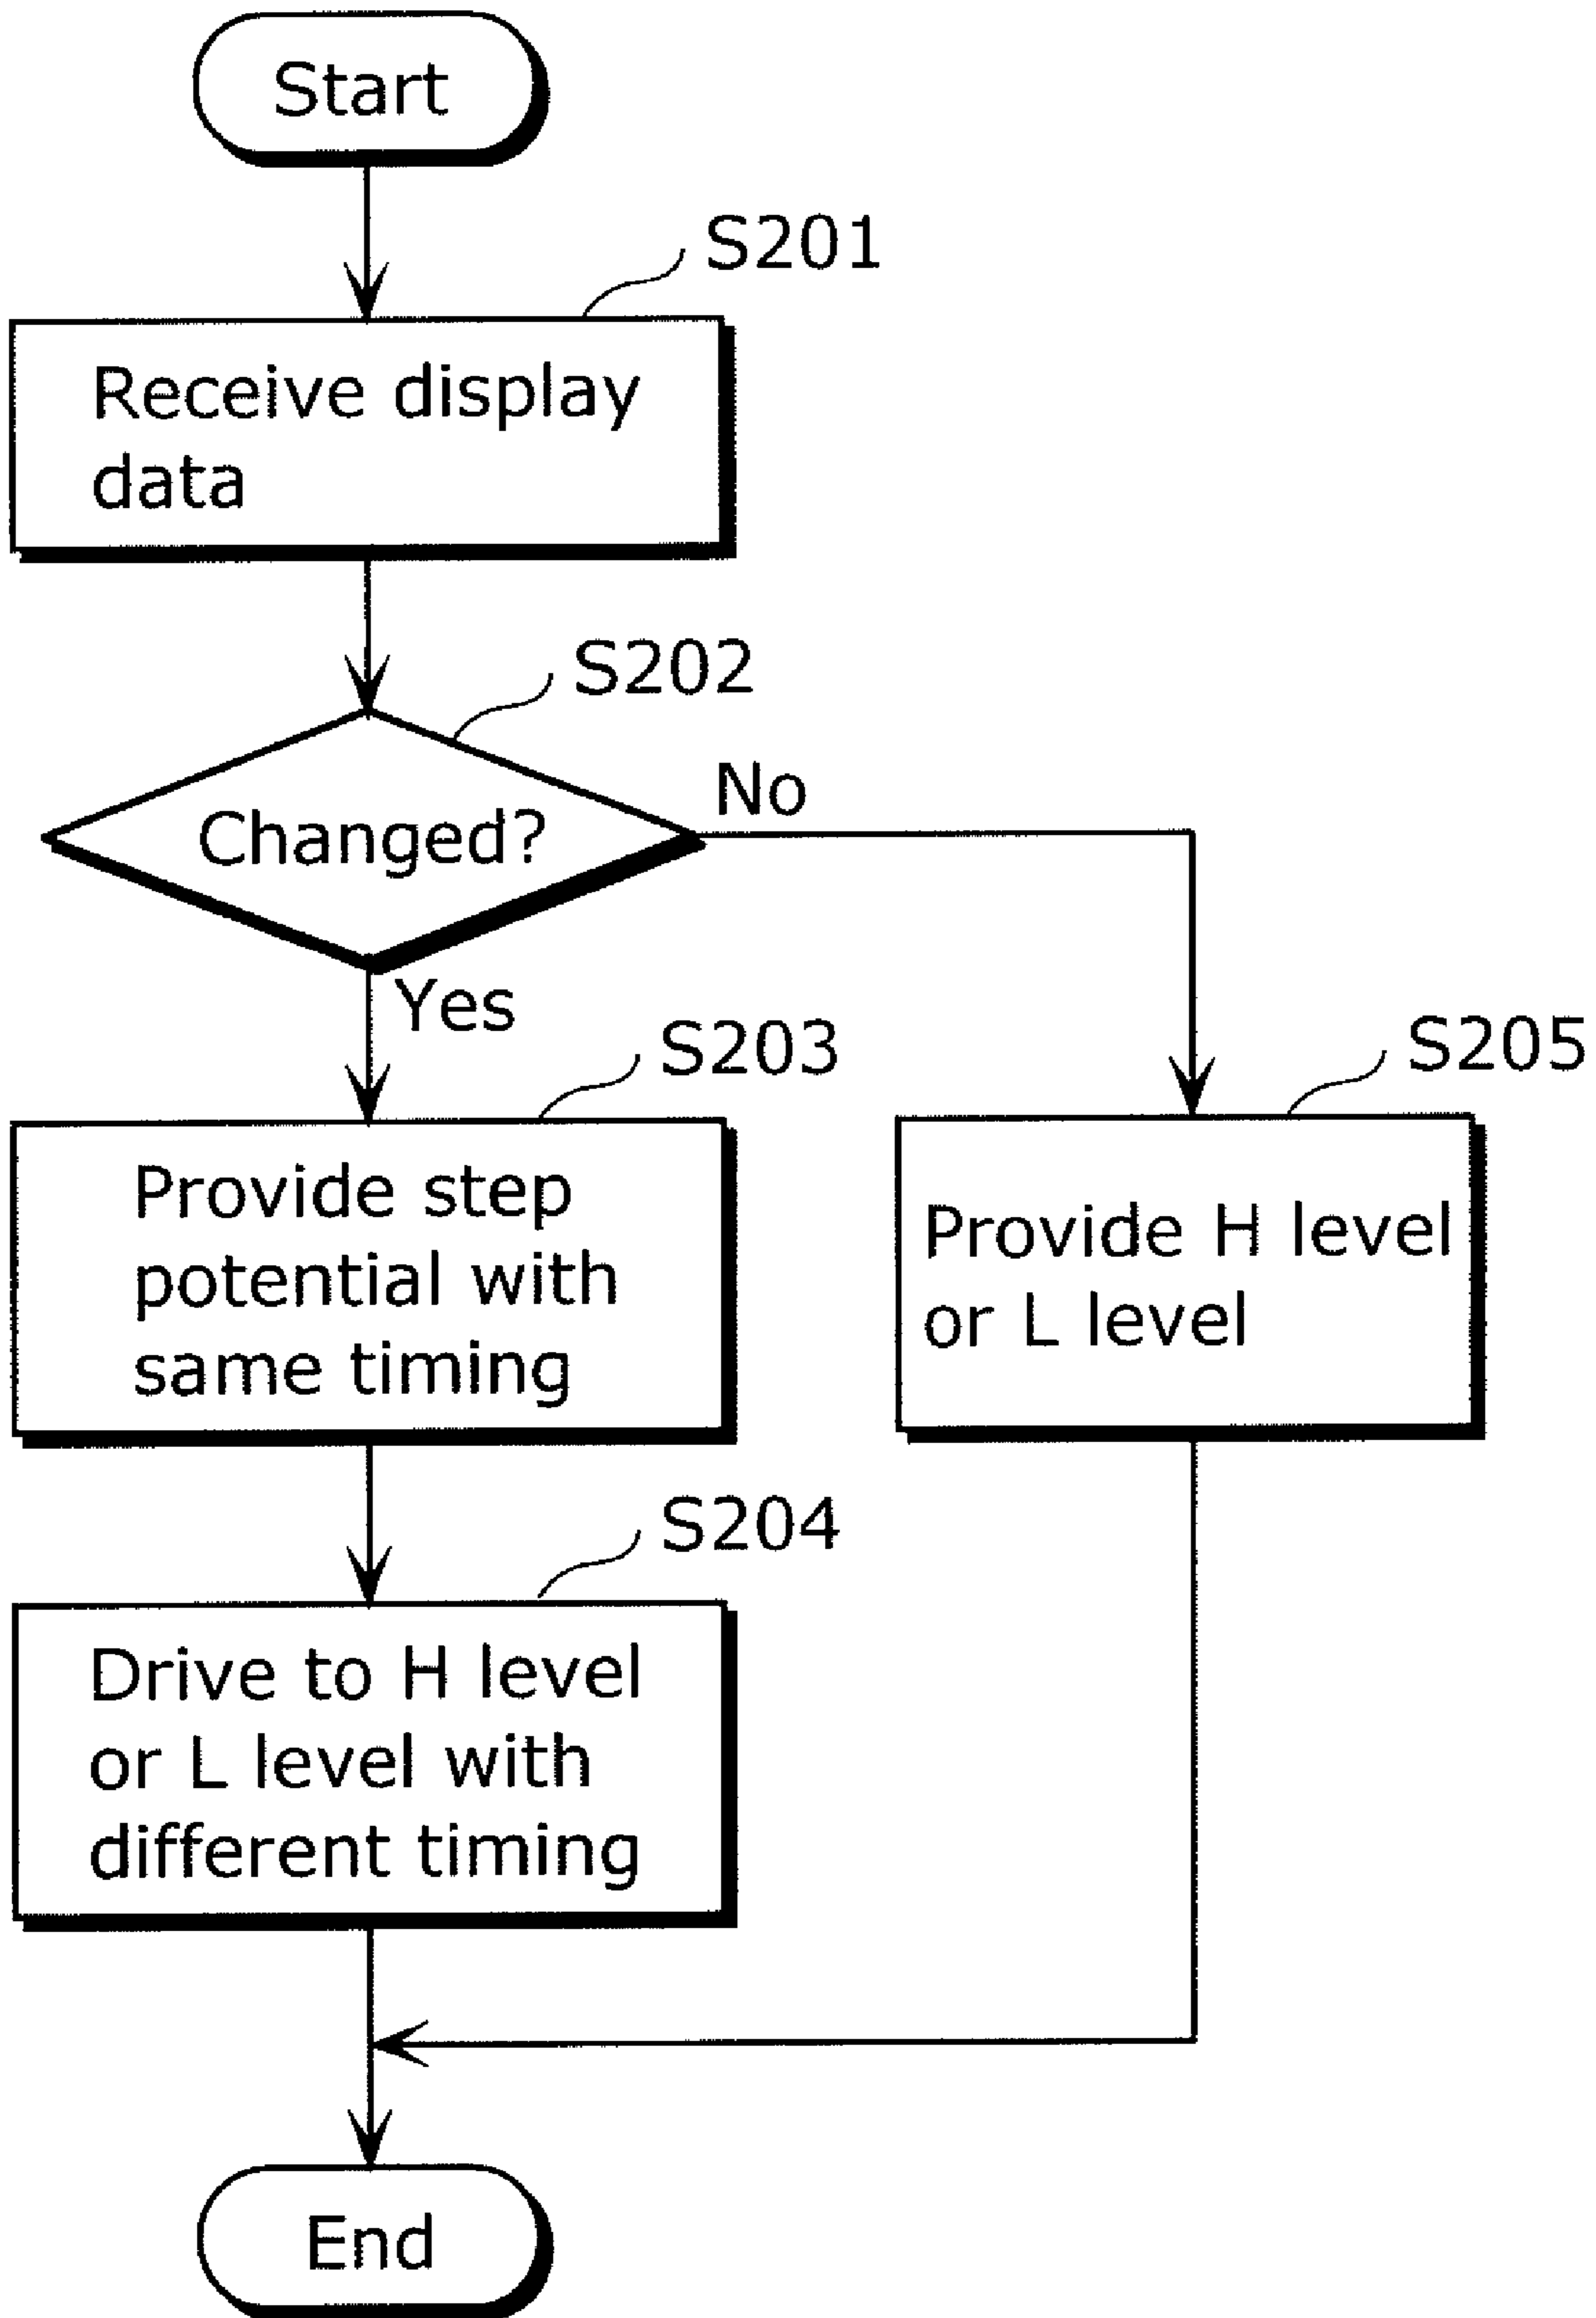 Start
S201
Receive display
data
S202
Changed?
No
Yes
S203
Provide step
potential with
same timing
S205
Provide H level
or L level
S204
Drive to H level
or L level with
different timing
End